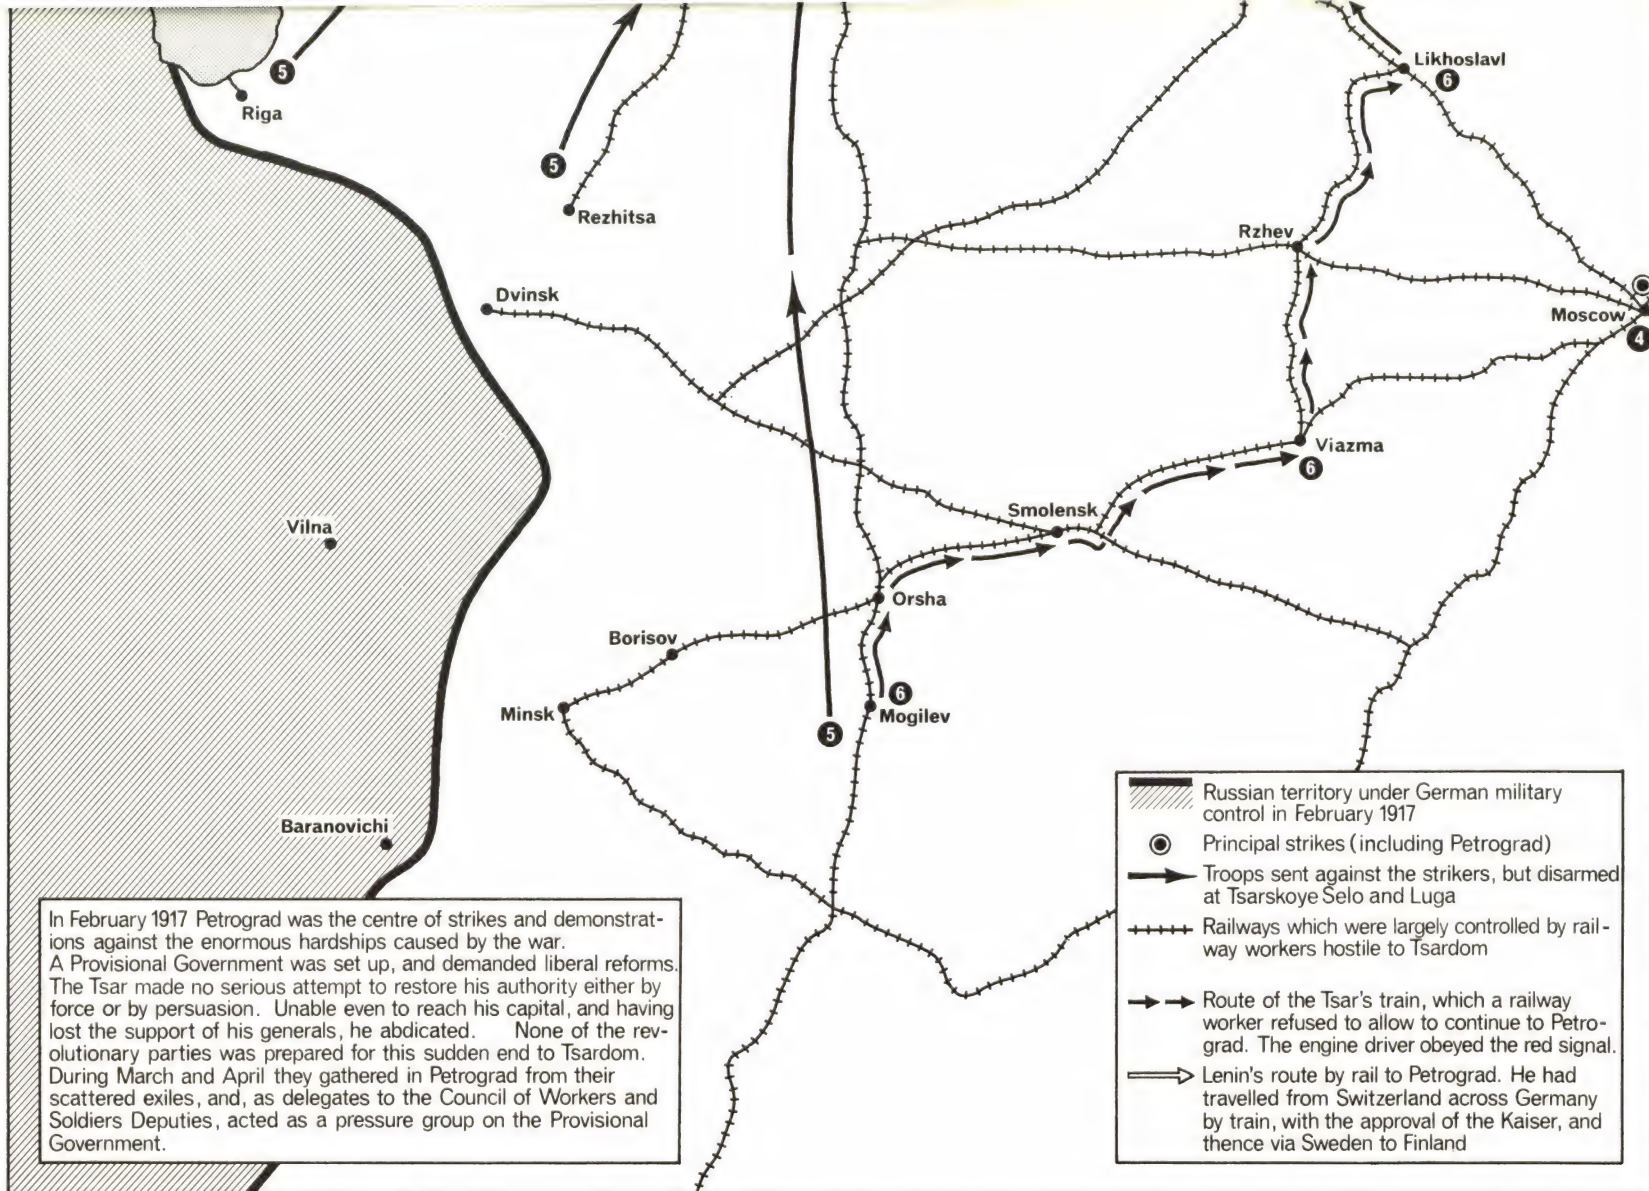 5
Riga
5
Rezhitsa
Likhoslavl
6
Rzhev
Dvinsk
Moscow
4
Viazma
6
Vilna
Smolensk
Orsha
Borisov
6
Minsk
Mogilev
5
Baranovichi
In February 1917 Petrograd was the centre of strikes and demonstrat-
ions against the enormous hardships caused by the war.
A Provisional Government was set up, and demanded liberal reforms.
The Tsar made no serious attempt to restore his authority either by
force or by persuasion. Unable even to reach his capital, and having
lost the support of his generals, he abdicated. None of the rev-
olutionary parties was prepared for this sudden end to Tsardom.
During March and April they gathered in Petrograd from their
scattered exiles, and, as delegates to the Council of Workers and
Soldiers Deputies, acted as a pressure group on the Provisional
Government.
Russian territory under German military
control in February 1917
Principal strikes (including Petrograd)
Troops sent against the strikers, but disarmed
at Tsarskoye Selo and Luga
Railways which were largely controlled by rail-
way workers hostile to Tsardom
Route of the Tsar's train, which a railway
worker refused to allow to continue to Petro-
grad. The engine driver obeyed the red signal.
Lenin's route by rail to Petrograd. He had
travelled from Switzerland across Germany
by train, with the approval of the Kaiser, and
thence via Sweden to Finland